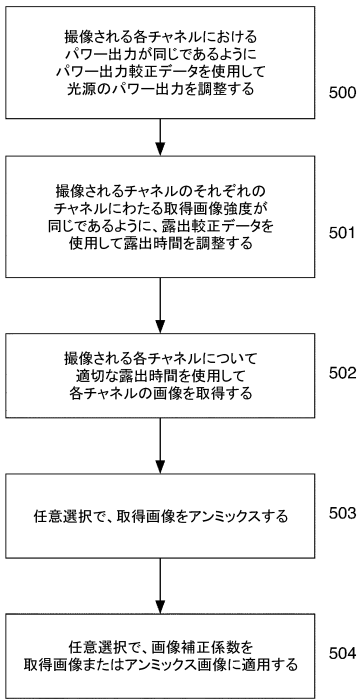 撮像される各チャネルにおける
パワー出力が同じであるように
パワー出力較正データを使用して
光源のパワー出力を調整する
500
撮像されるチャネルのそれぞれの
チャネルにわたる取得画像強度が
同じであるように、露出較正データを
使用して露出時間を調整する
501
撮像される各チャネルについて
適切な露出時間を使用して
各チャネルの画像を取得する
502
任意選択で、取得画像をアンミックスする
503
任意選択で、画像補正係数を
取得画像またはアンミックス画像に適用する
504